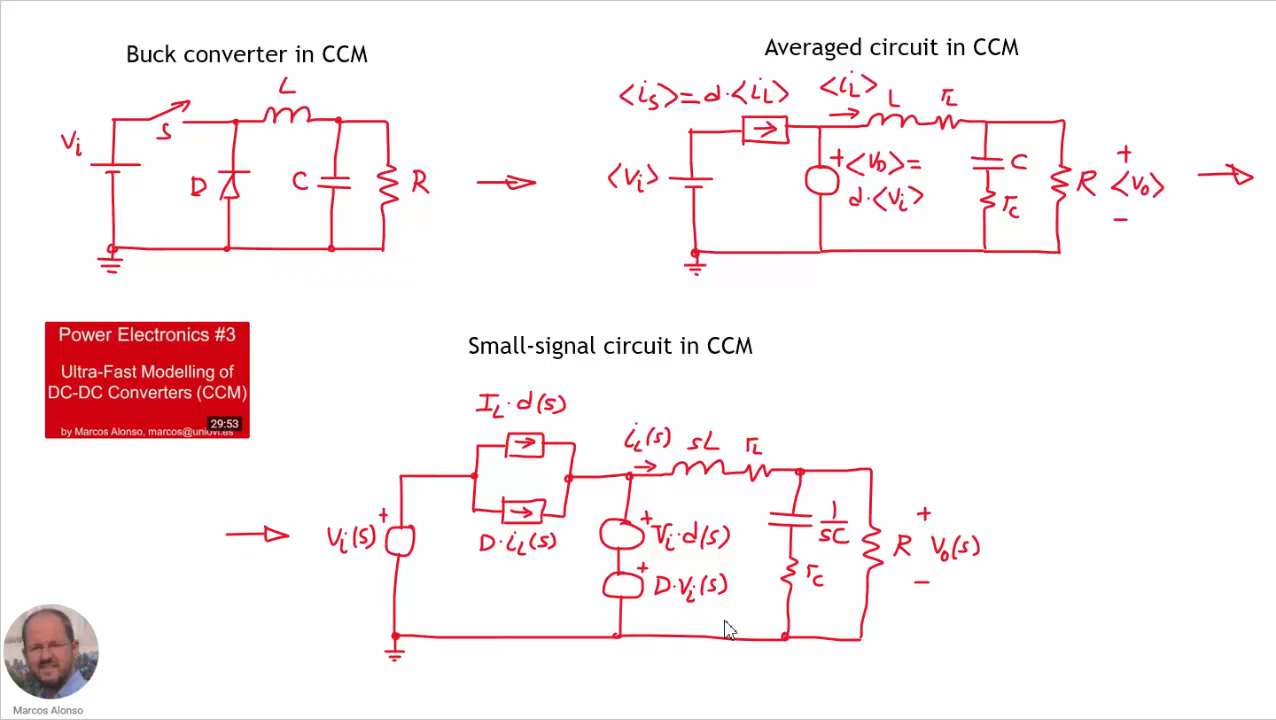 Buck converter in CCM
Averaged circuit in CCM
L
S
Vi
D
C
R
<is>=d·<iL>
<iL>
L
rL
<vi>
+<vD>=
d·<vi>
C
rC
R
+
<vo>
-
Power Electronics #3
Ultra-Fast Modelling of
DC-DC Converters (CCM)
29:53
by Marcos Alonso, marcos@uniovi.es
Small-signal circuit in CCM
IL·d(s)
D·iL(s)
iL(s)
sL
rL
vi(s)
+
+
Vi·d(s)
+
D·vi(s)
1
sC
rC
R
+
vo(s)
-
Marcos Alonso